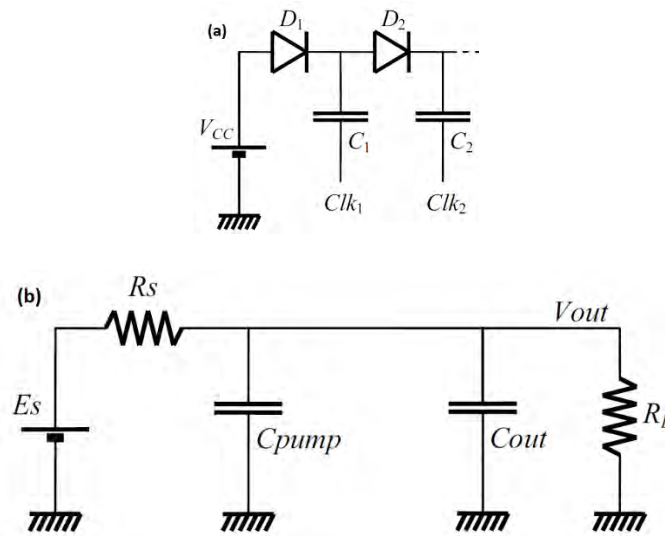 (a)
D1
D2
VCC
C1
C2
Clk1
Clk2
(b)
Rs
Vout
Es
Cpump
Cout